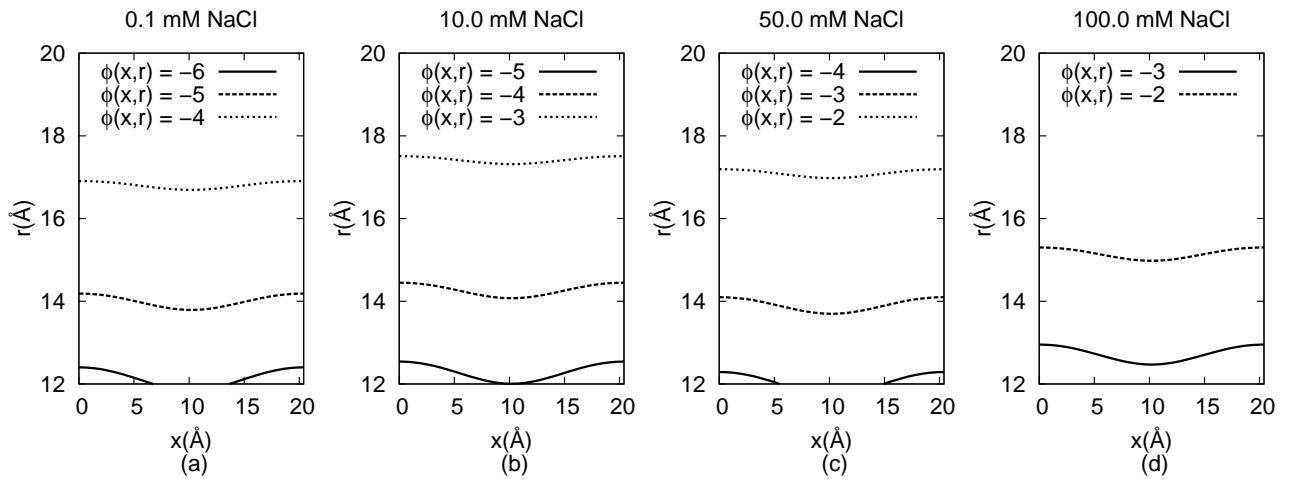 0.1 mM NaCl
20
18
16
14
12
r(Å)
ϕ(x,r) = −6
ϕ(x,r) = −5
ϕ(x,r) = −4
0 5 10 15 20
x(Å)
(a)
10.0 mM NaCl
20
18
16
14
12
r(Å)
ϕ(x,r) = −5
ϕ(x,r) = −4
ϕ(x,r) = −3
0 5 10 15 20
x(Å)
(b)
50.0 mM NaCl
20
18
16
14
12
r(Å)
ϕ(x,r) = −4
ϕ(x,r) = −3
ϕ(x,r) = −2
0 5 10 15 20
x(Å)
(c)
100.0 mM NaCl
20
18
16
14
12
r(Å)
ϕ(x,r) = −3
ϕ(x,r) = −2
0 5 10 15 20
x(Å)
(d)